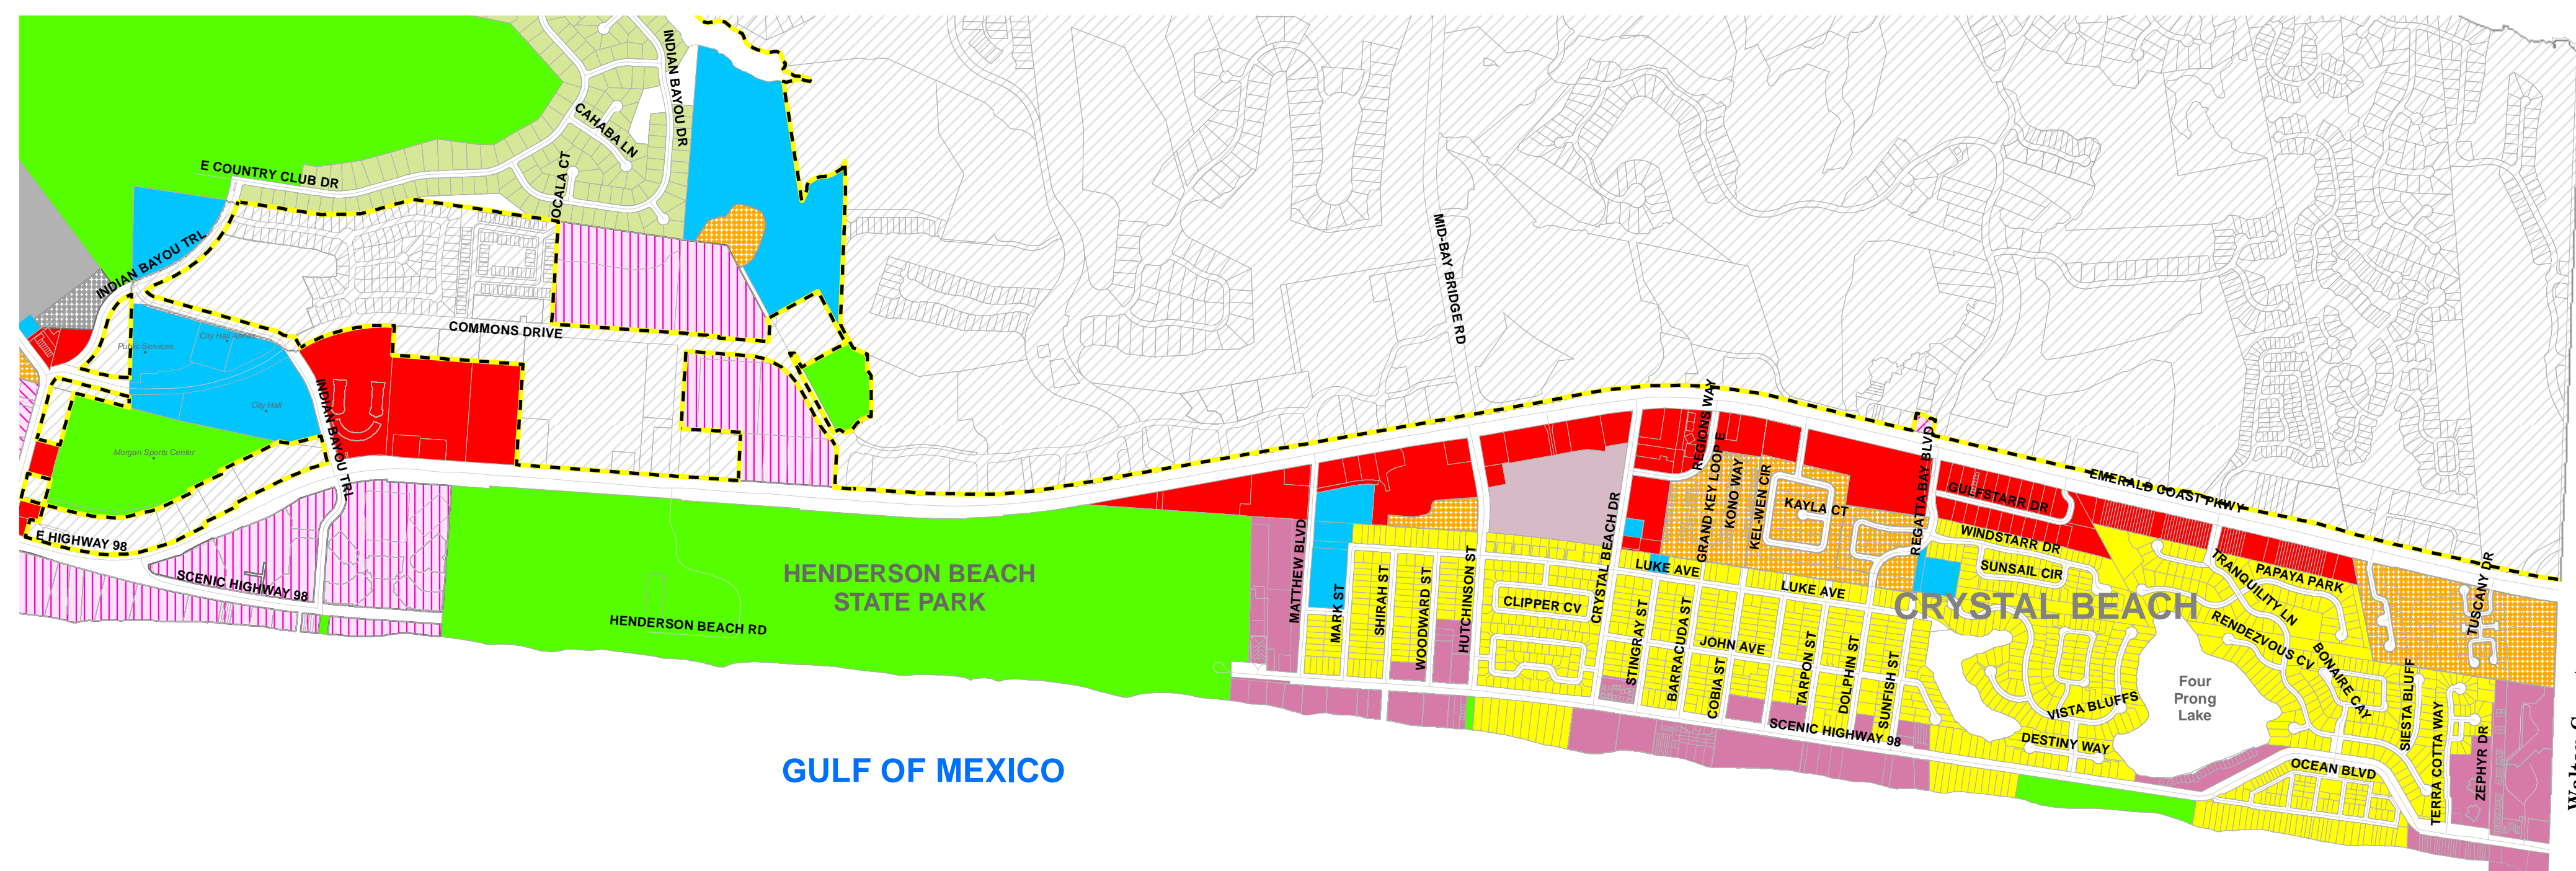 INDIAN BAYOU DR
CAHABA LN
E COUNTRY CLUB DR
OCALA CT
INDIAN BAYOU TRL
COMMONS DRIVE
MID-BAY BRIDGE RD
Public Services
City Hall Annex
City Hall
INDIAN BAYOU TRL
Morgan Sports Center
E HIGHWAY 98
SCENIC HIGHWAY 98
HENDERSON BEACH
STATE PARK
HENDERSON BEACH RD
GULF OF MEXICO
MATTHEW BLVD
MARK ST
SHIRAH ST
WOODWARD ST
HUTCHINSON ST
CLIPPER CV
CRYSTAL BEACH DR
REGIONS WAY
GRAND KEY LOOP E
KONO WAY
KEL-WEN CIR
KAYLA CT
REGATTA BAY BLVD
LUKE AVE
LUKE AVE
STINGRAY ST
BARRACUDA ST
JOHN AVE
COBIA ST
TARPON ST
DOLPHIN ST
SUNFISH ST
SCENIC HIGHWAY 98
EMERALD COAST PKWY
GULFSTARR DR
WINDSTARR DR
SUNSAIL CIR
CRYSTAL BEACH
TRANQUILITY LN
PAPAYA PARK
RENDEZVOUS CV
BONAIRE CAY
Four
Prong
Lake
VISTA BLUFFS
DESTINY WAY
OCEAN BLVD
SIESTA BLUFF
TERRA COTTA WAY
ZEPHYR DR
TUSCANY DR